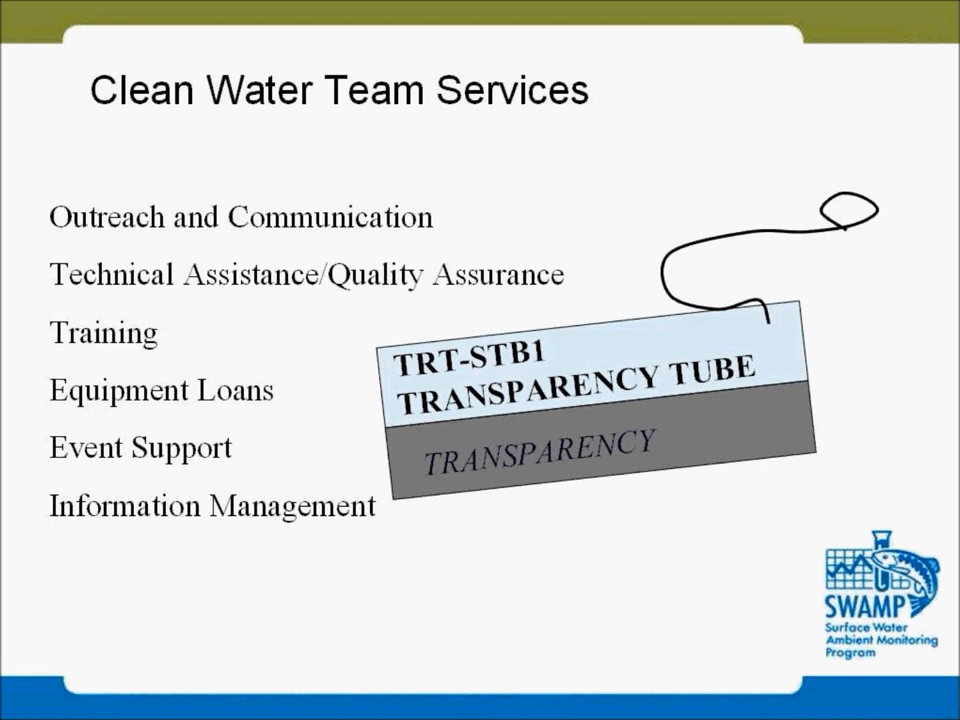 Clean Water Team Services
Outreach and Communication
Technical Assistance/Quality Assurance
Training
Equipment Loans
Event Support
Information Management
TRT-STB1
TRANSPARENCY TUBE
TRANSPARENCY
SWAMP
Surface Water
Ambient Monitoring
Program